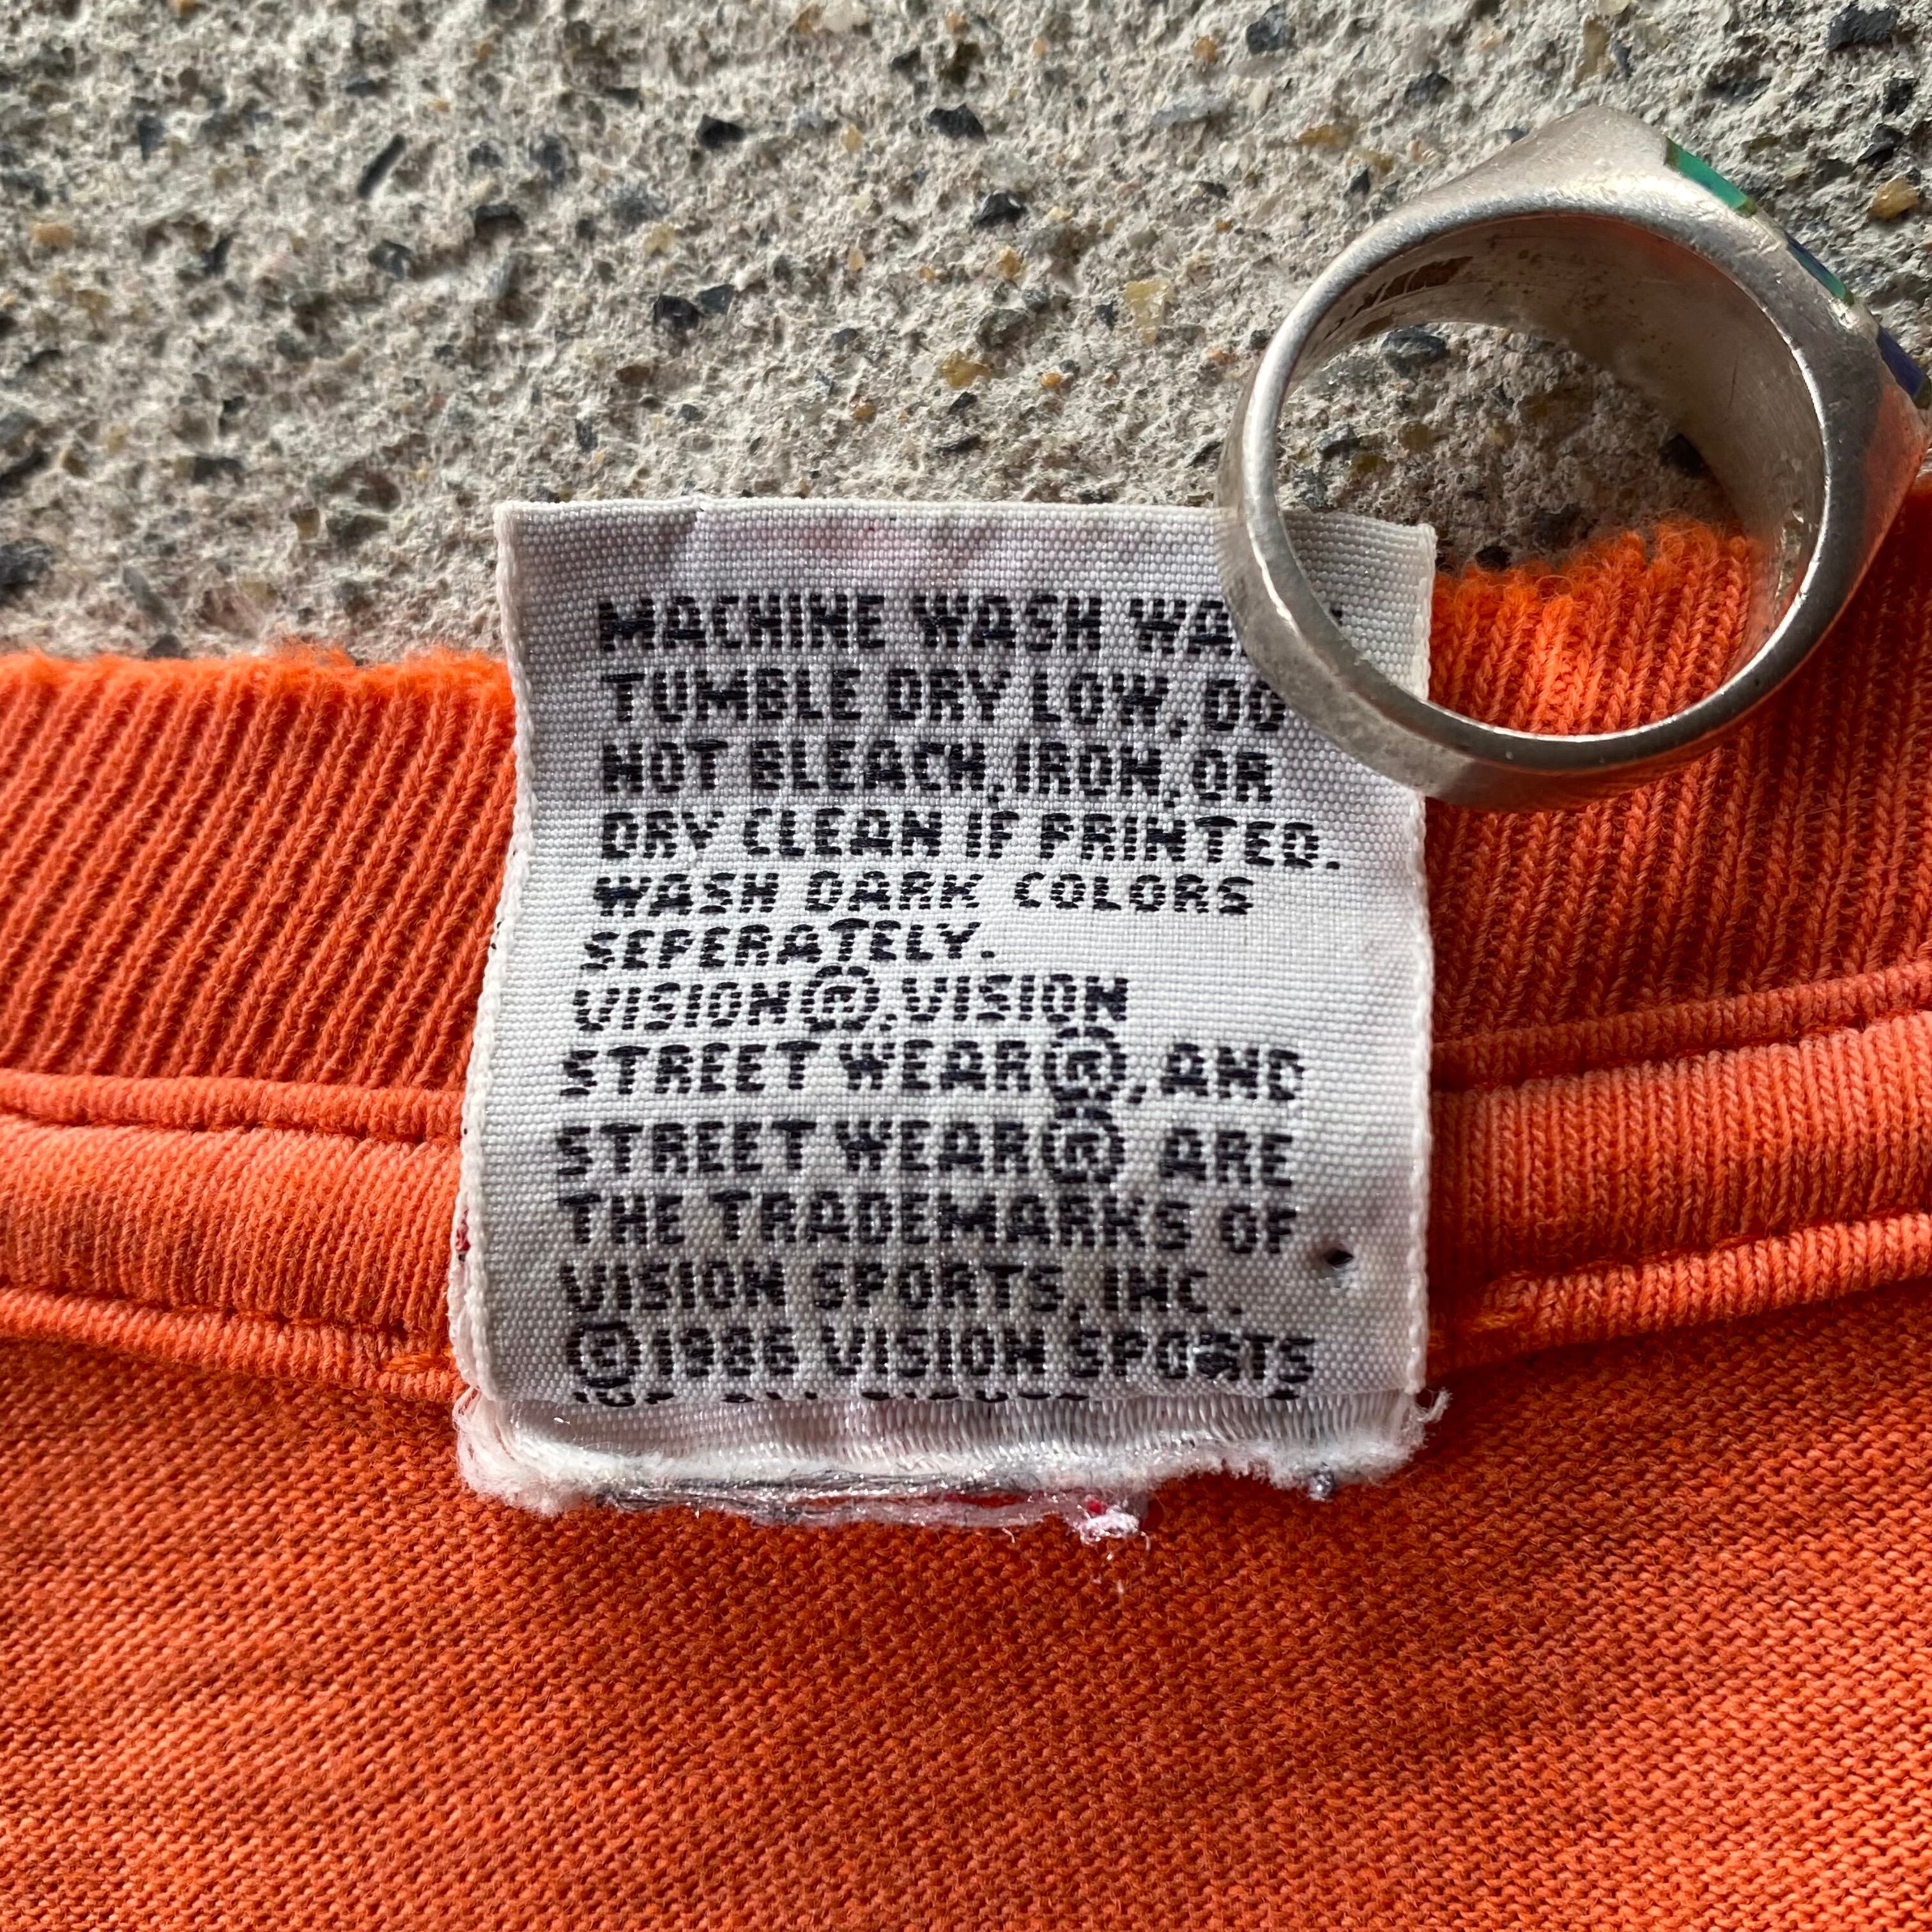 MACHINE WASH
TUMBLE DRY LOW, DO
NOT BLEACH, IRON, OR
DRY CLEAN IF PRINTED.
WASH DARK COLORS
SEPERATELY.
VISION®, VISION
STREET WEAR®, AND
STREET WEAR® ARE
THE TRADEMARKS OF
VISION SPORTS, INC.
©1986 VISION SPORTS